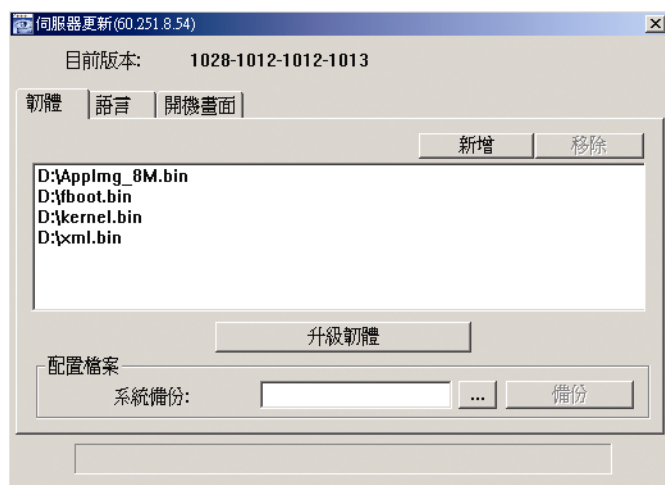 伺服器更新(60.251.8.54)
目前版本: 1028-1012-1012-1013
韌體 語言 開機畫面
新增 移除
D:\AppImg_8M.bin
D:\fboot.bin
D:\kernel.bin
D:\xml.bin
升級韌體
配置檔案
系統備份: ... 備份